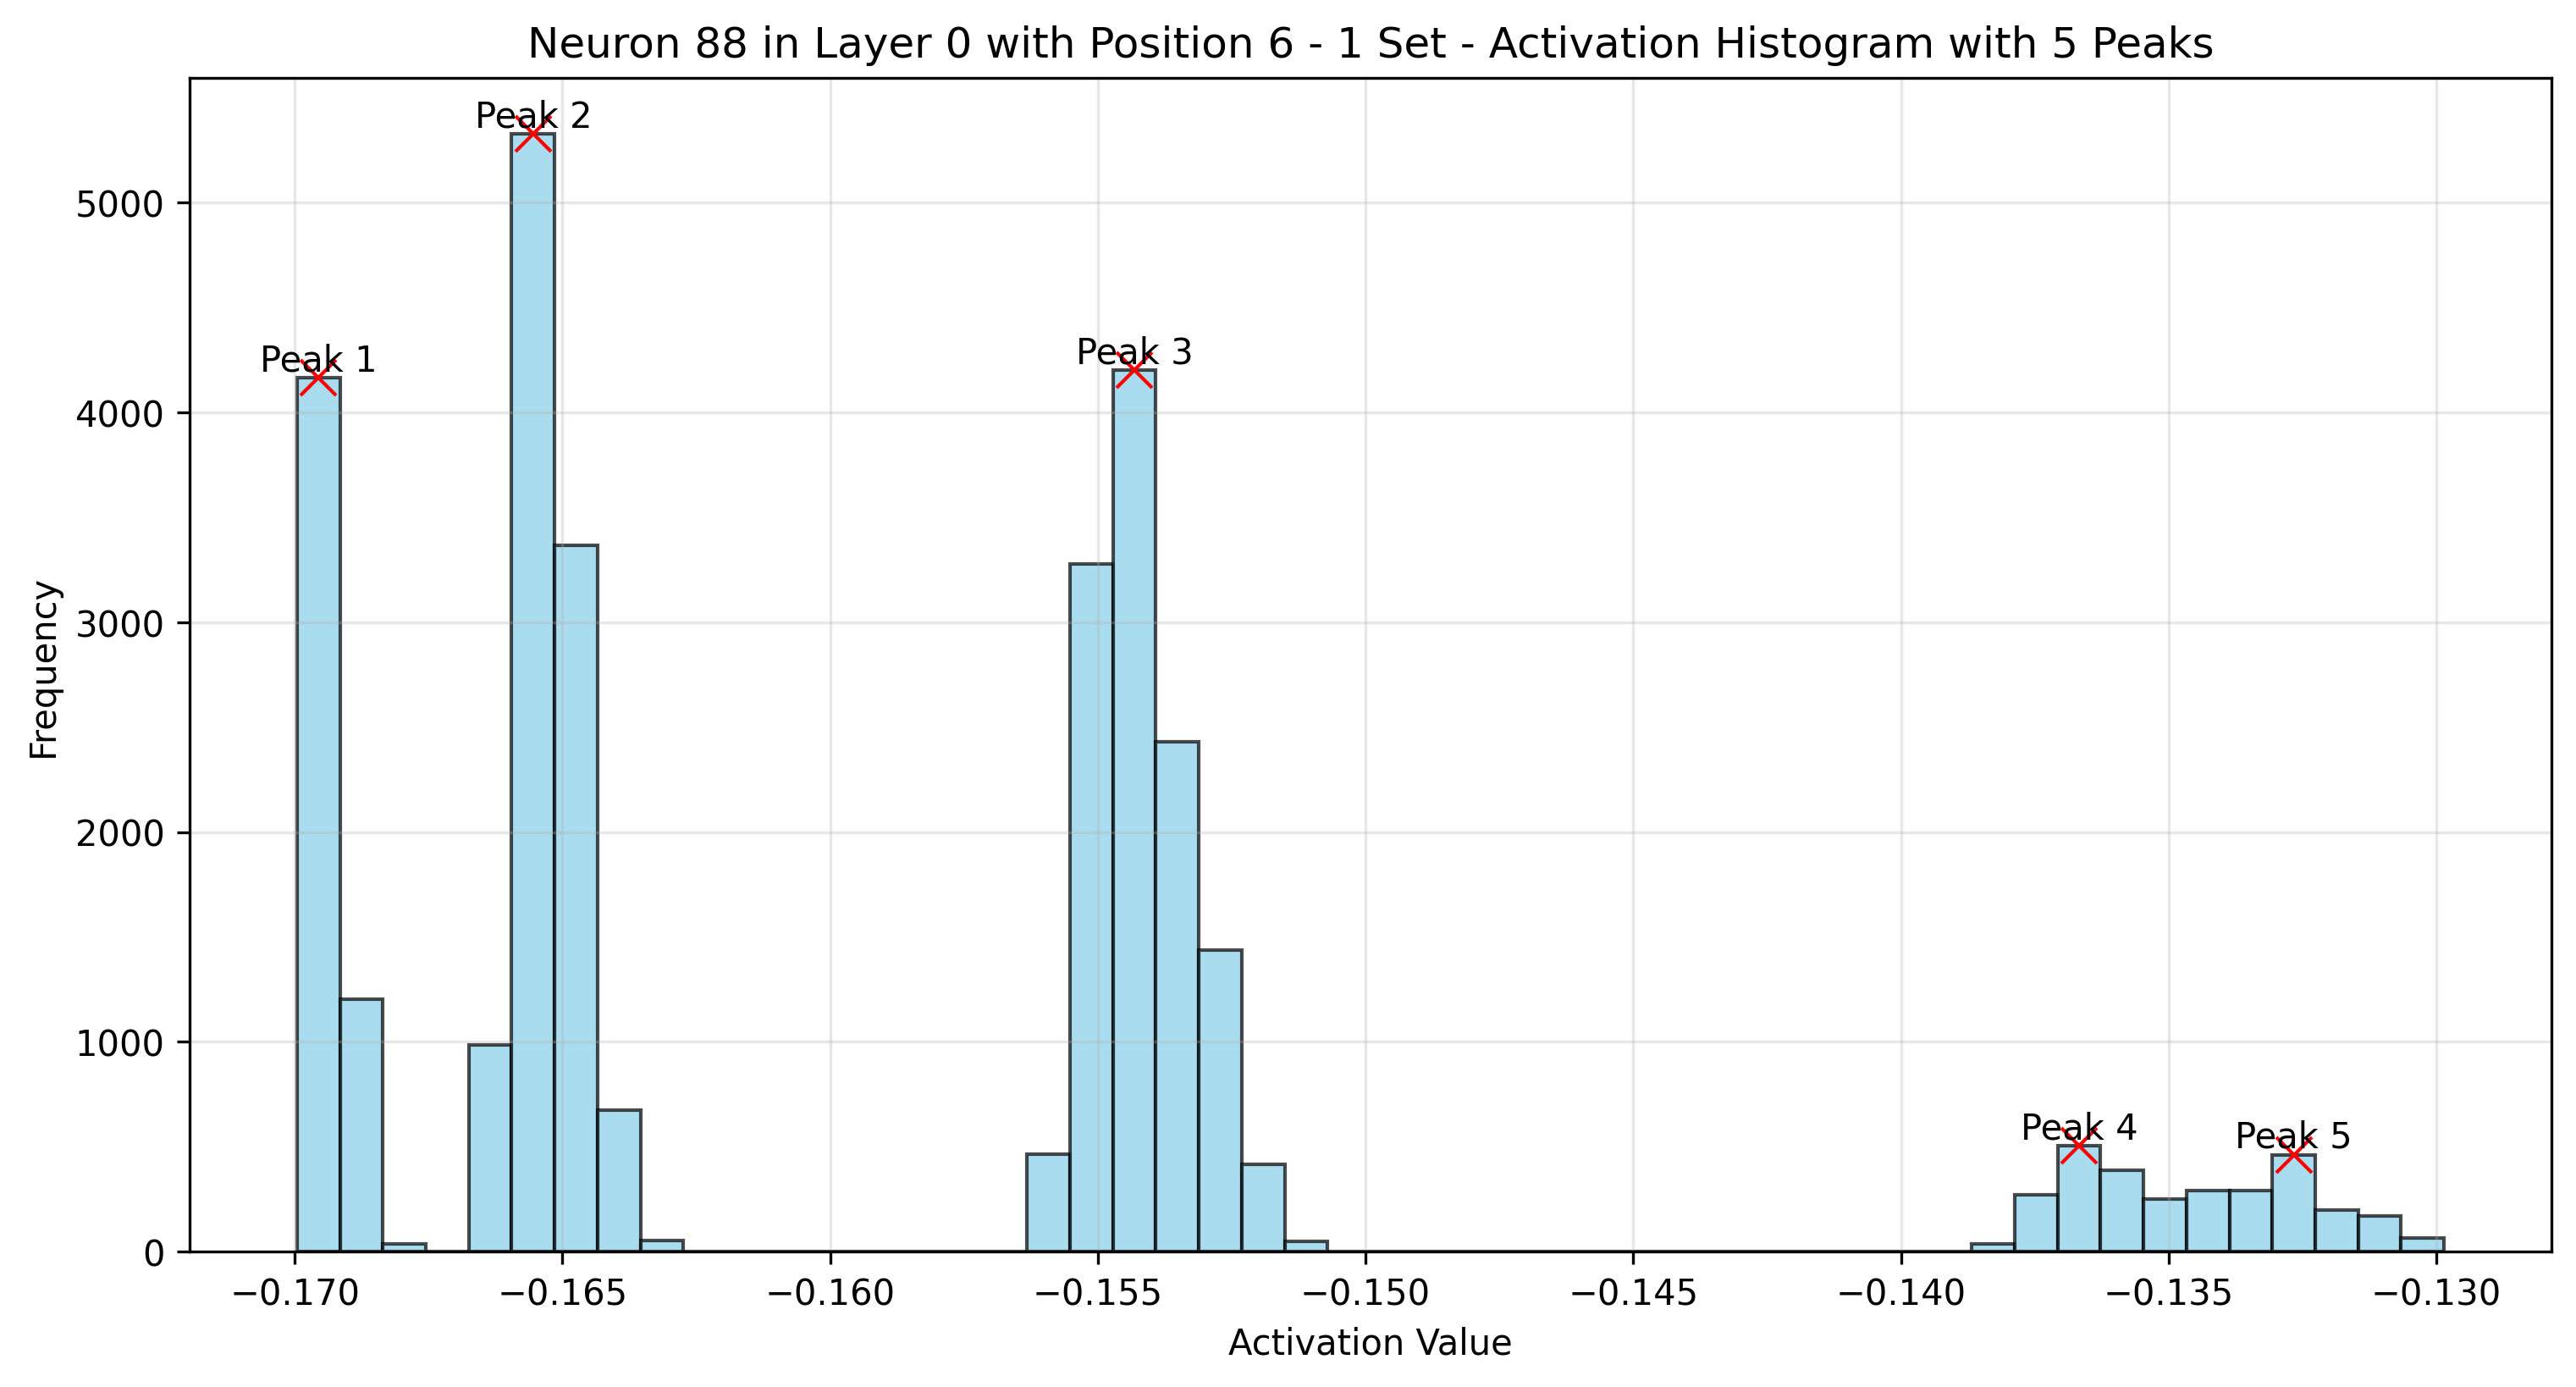 Neuron 88 in Layer 0 with Position 6 - 1 Set - Activation Histogram with 5 Peaks
Peak 2
5000
Peak 1
Peak 3
4000
3000
Frequency
2000
1000
Peak 4
Peak 5
0
−0.170 −0.165 −0.160 −0.155 −0.150 −0.145 −0.140 −0.135 −0.130
Activation Value